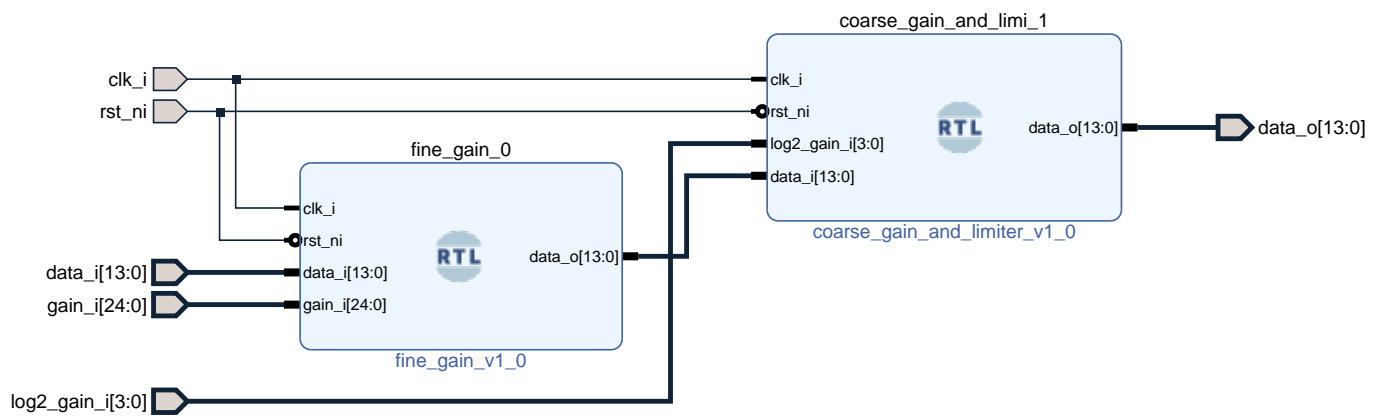 coarse_gain_and_limi_1
clk_i
rst_ni
clk_i
rst_ni
log2_gain_i[3:0]
data_i[13:0]
RTL
data_o[13:0]
data_o[13:0]
coarse_gain_and_limiter_v1_0
fine_gain_0
clk_i
rst_ni
data_i[13:0]
gain_i[24:0]
RTL
data_o[13:0]
data_i[13:0]
gain_i[24:0]
fine_gain_v1_0
log2_gain_i[3:0]